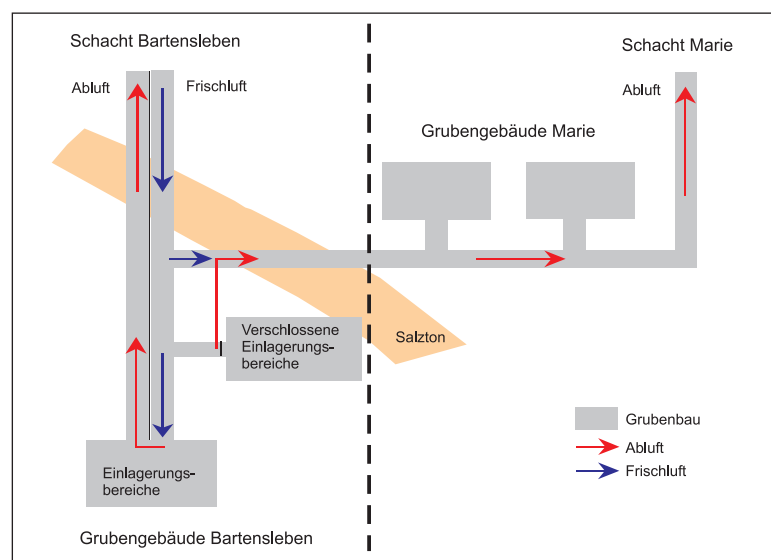 Schacht Bartensleben
Abluft
Frischluft
Schacht Marie
Abluft
Grubengebäude Marie
Verschlossene
Einlagerungs-
bereiche
Salzton
Einlagerungs-
bereiche
Grubenbau
Abluft
Frischluft
Grubengebäude Bartensleben